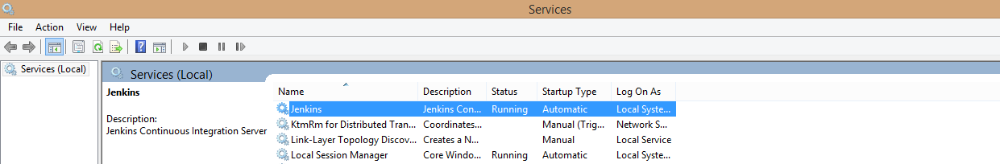 Services
File Action View Help
Services (Local)
Services (Local)
Jenkins
Description:
Jenkins Continuous Integration Server
Name Description Status Startup Type Log On As
Jenkins Jenkins Con... Running Automatic Local Syste...
KtmRm for Distributed Tran... Coordinates... Manual (Trig... Network S...
Link-Layer Topology Discov... Creates a N... Manual Local Service
Local Session Manager Core Windo... Running Automatic Local Syste...